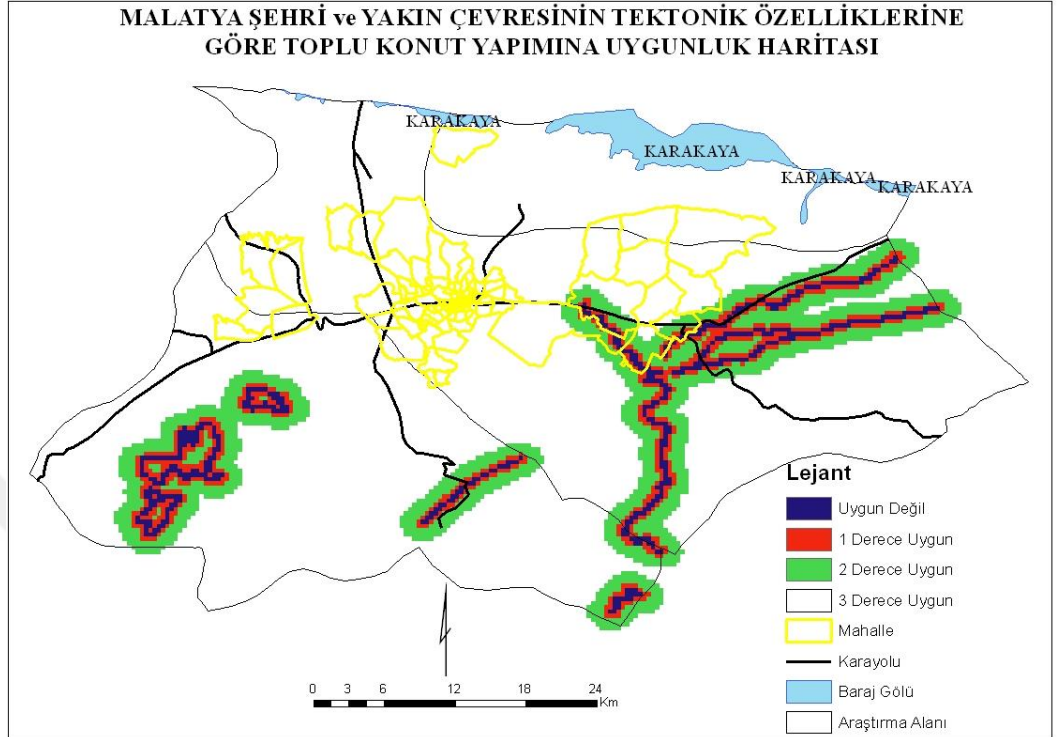 MALATYA ŞEHRİ ve YAKIN ÇEVRESİNİN TEKTONİK ÖZELLİKLERİNE
GÖRE TOPLU KONUT YAPIMINA UYGUNLUK HARİTASI
KARAKAYA
KARAKAYA
KARAKAYA
KARAKAYA
Lejant
Uygun Değil
1 Derece Uygun
2 Derece Uygun
3 Derece Uygun
Mahalle
Karayolu
Baraj Gölü
Araştırma Alanı
0 3 6 12 18 24
Km